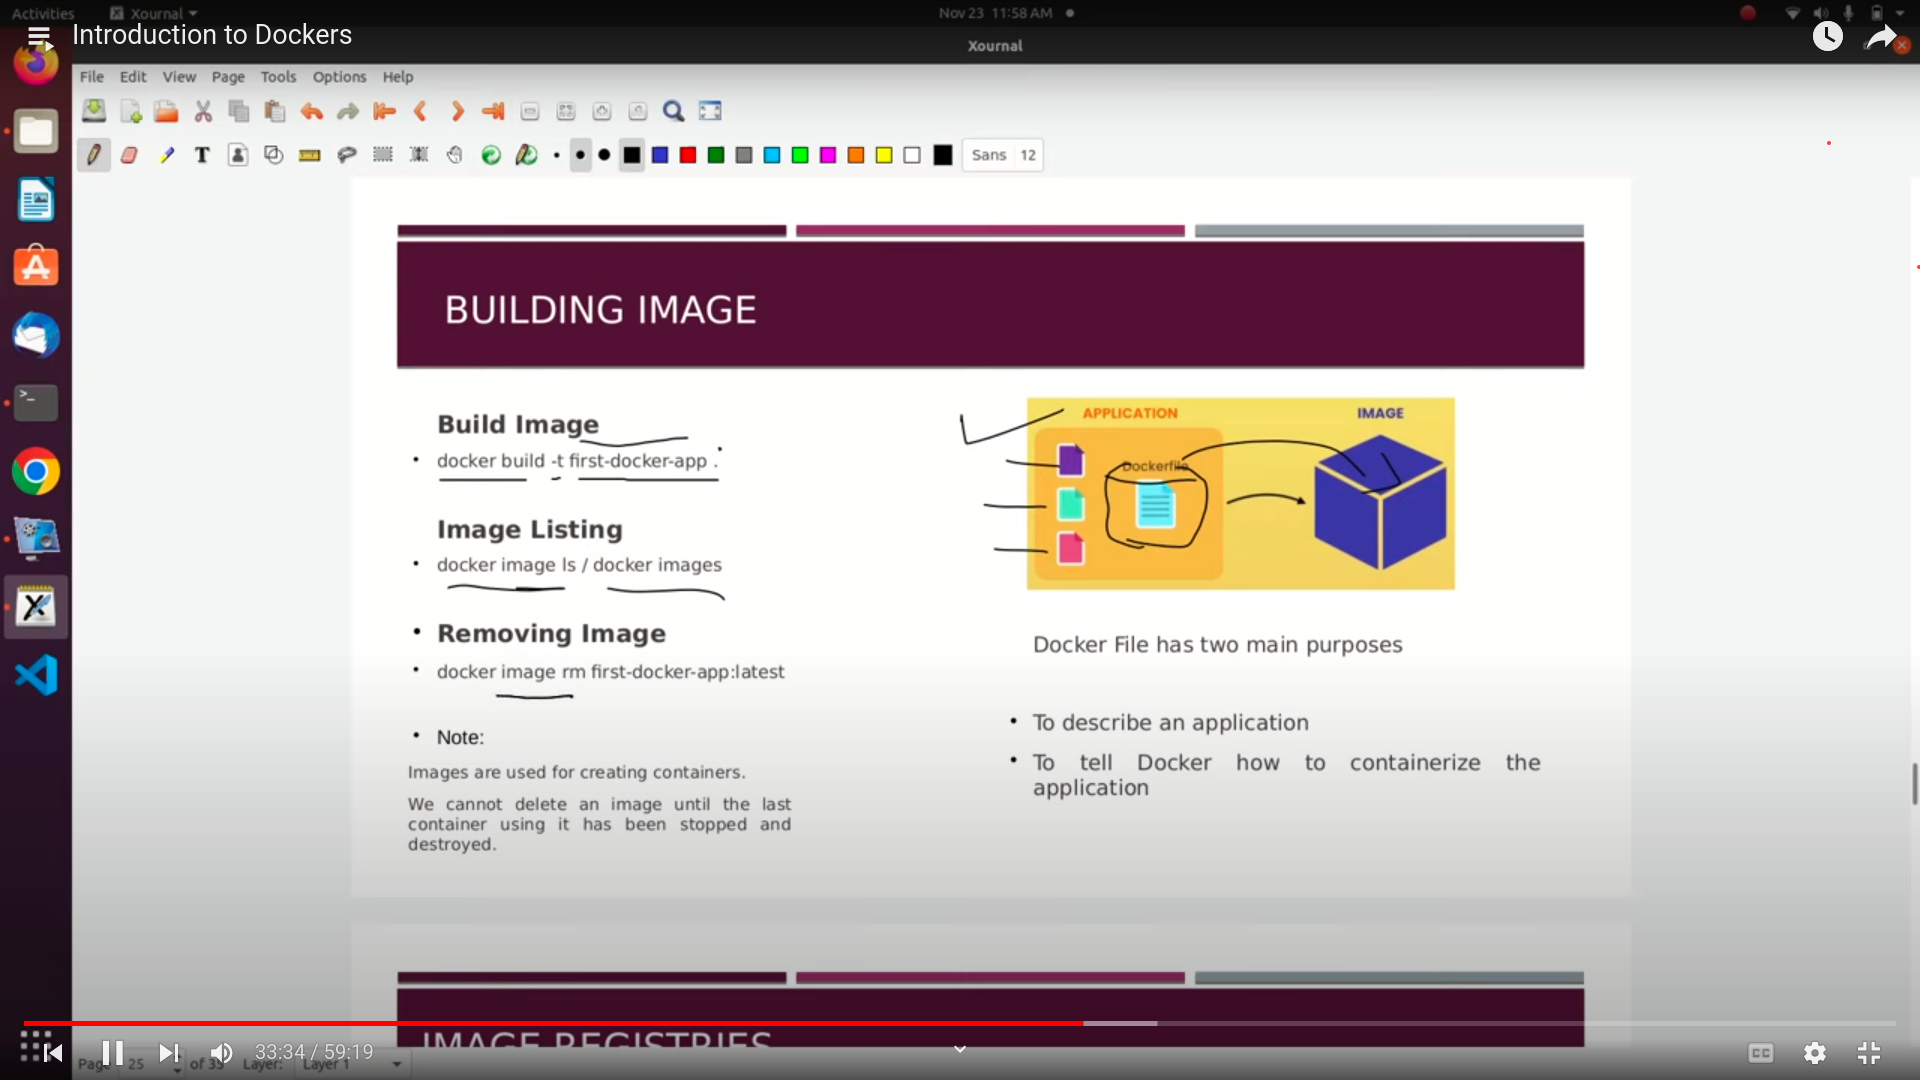 Activities
Xournal
Nov 23 11:58 AM
Introduction to Dockers
Xournal
File Edit View Page Tools Options Help
T
Sans 12
BUILDING IMAGE
Build Image
• docker build -t first-docker-app .
Image Listing
• docker image ls / docker images
• Removing Image
• docker image rm first-docker-app:latest
• Note:
Images are used for creating containers.
We cannot delete an image until the last
container using it has been stopped and
destroyed.
APPLICATION
IMAGE
Dockerfile
Docker File has two main purposes
• To describe an application
• To tell Docker how to containerize the
application
IMAGE REGISTRIES
33:34 / 59:19
CC
Page 25 of 35 Layer: Layer 1